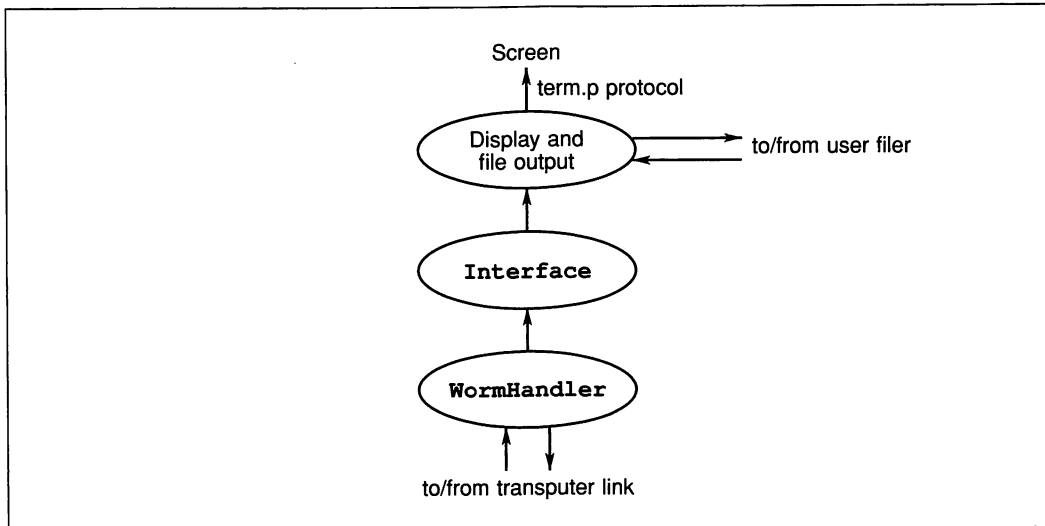 Screen
term.p protocol
Display and
file output
to/from user filer
Interface
WormHandler
to/from transputer link